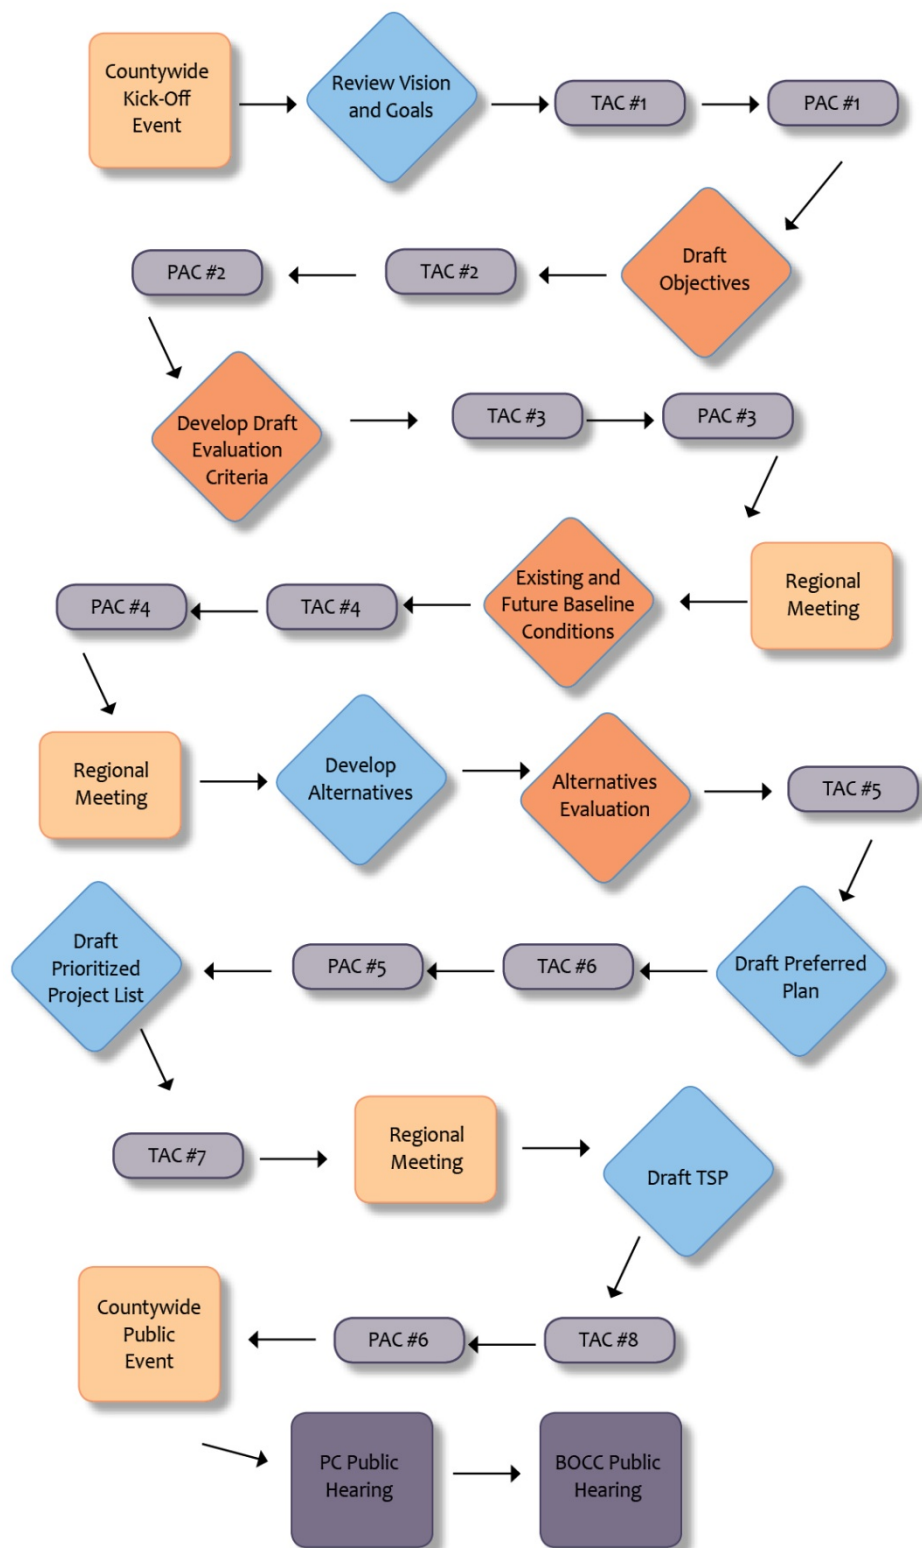 Countywide
Kick-Off
Event
Review Vision
and Goals
TAC #1
PAC #1
Draft
Objectives
TAC #2
PAC #2
Develop Draft
Evaluation
Criteria
TAC #3
PAC #3
Regional
Meeting
Existing and
Future Baseline
Conditions
TAC #4
PAC #4
Regional
Meeting
Develop
Alternatives
Alternatives
Evaluation
TAC #5
Draft Preferred
Plan
TAC #6
PAC #5
Draft
Prioritized
Project List
TAC #7
Regional
Meeting
Draft TSP
TAC #8
PAC #6
Countywide
Public
Event
PC Public
Hearing
BOCC Public
Hearing